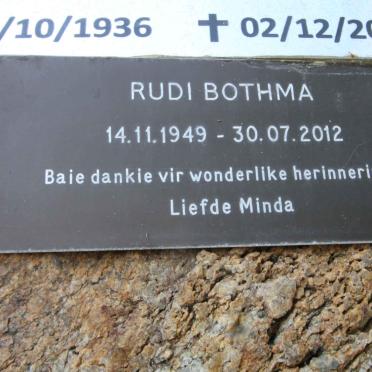 /10/1936 ✝ 02/12/20
RUDI BOTHMA
14.11.1949 - 30.07.2012
Baie dankie vir wonderlike herinneri
Liefde Minda